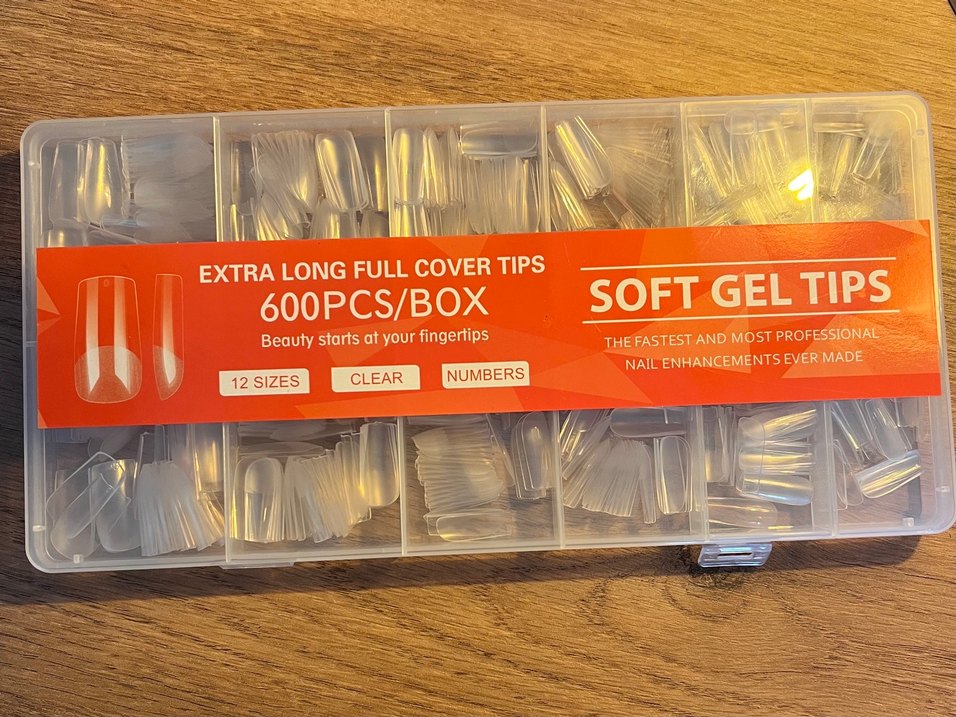 EXTRA LONG FULL COVER TIPS
600PCS/BOX
Beauty starts at your fingertips
12 SIZES
CLEAR
NUMBERS
SOFT GEL TIPS
THE FASTEST AND MOST PROFESSIONAL
NAIL ENHANCEMENTS EVER MADE